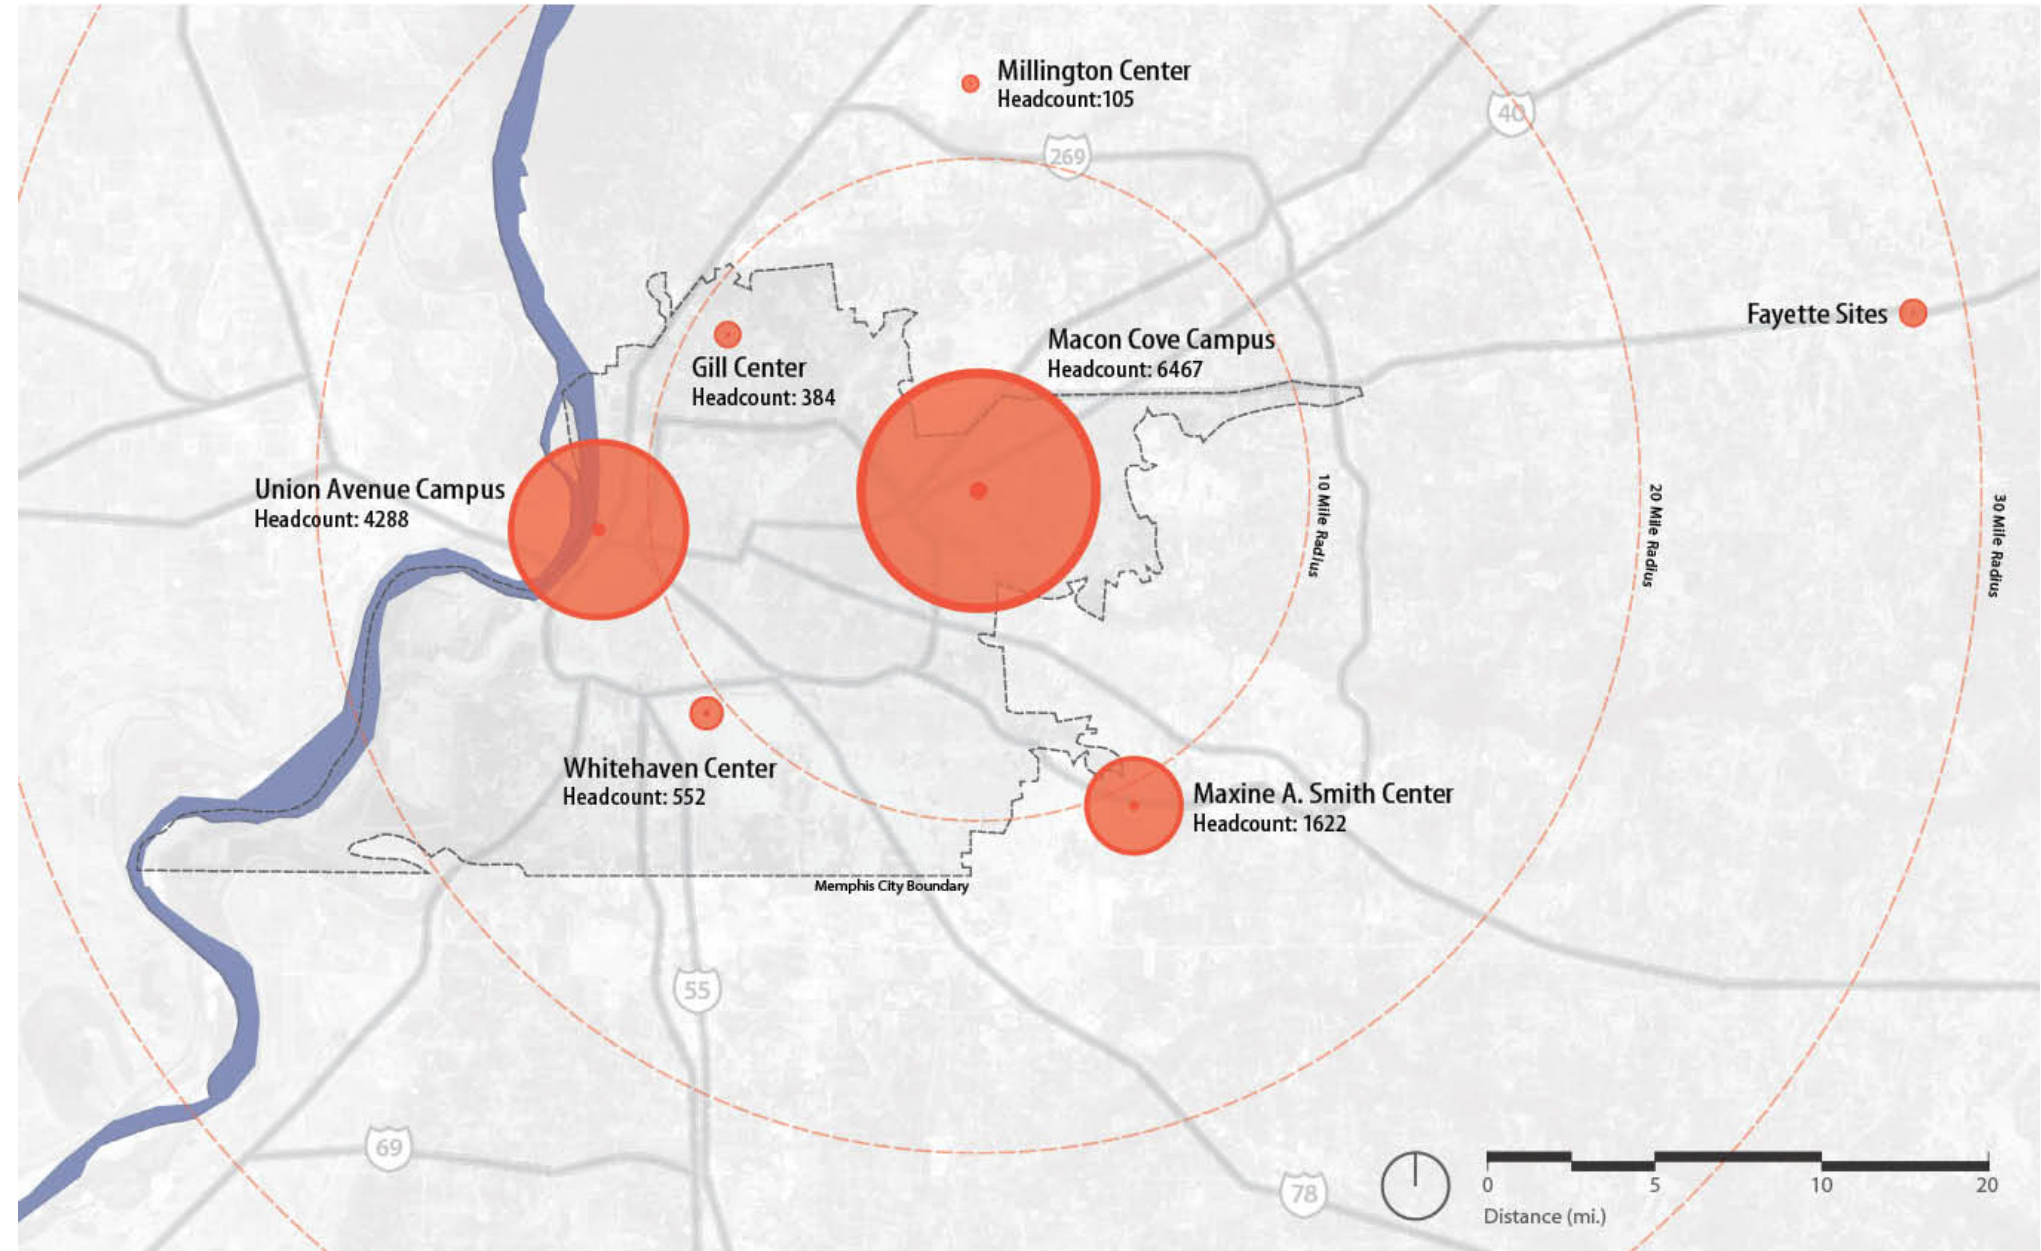 Millington Center
Headcount:105
40
269
Fayette Sites
Macon Cove Campus
Headcount: 6467
Gill Center
Headcount: 384
Union Avenue Campus
Headcount: 4288
10 Mile Radius
20 Mile Radius
30 Mile Radius
Whitehaven Center
Headcount: 552
Maxine A. Smith Center
Headcount: 1622
Memphis City Boundary
55
69
78
0 5 10 20
Distance (mi.)